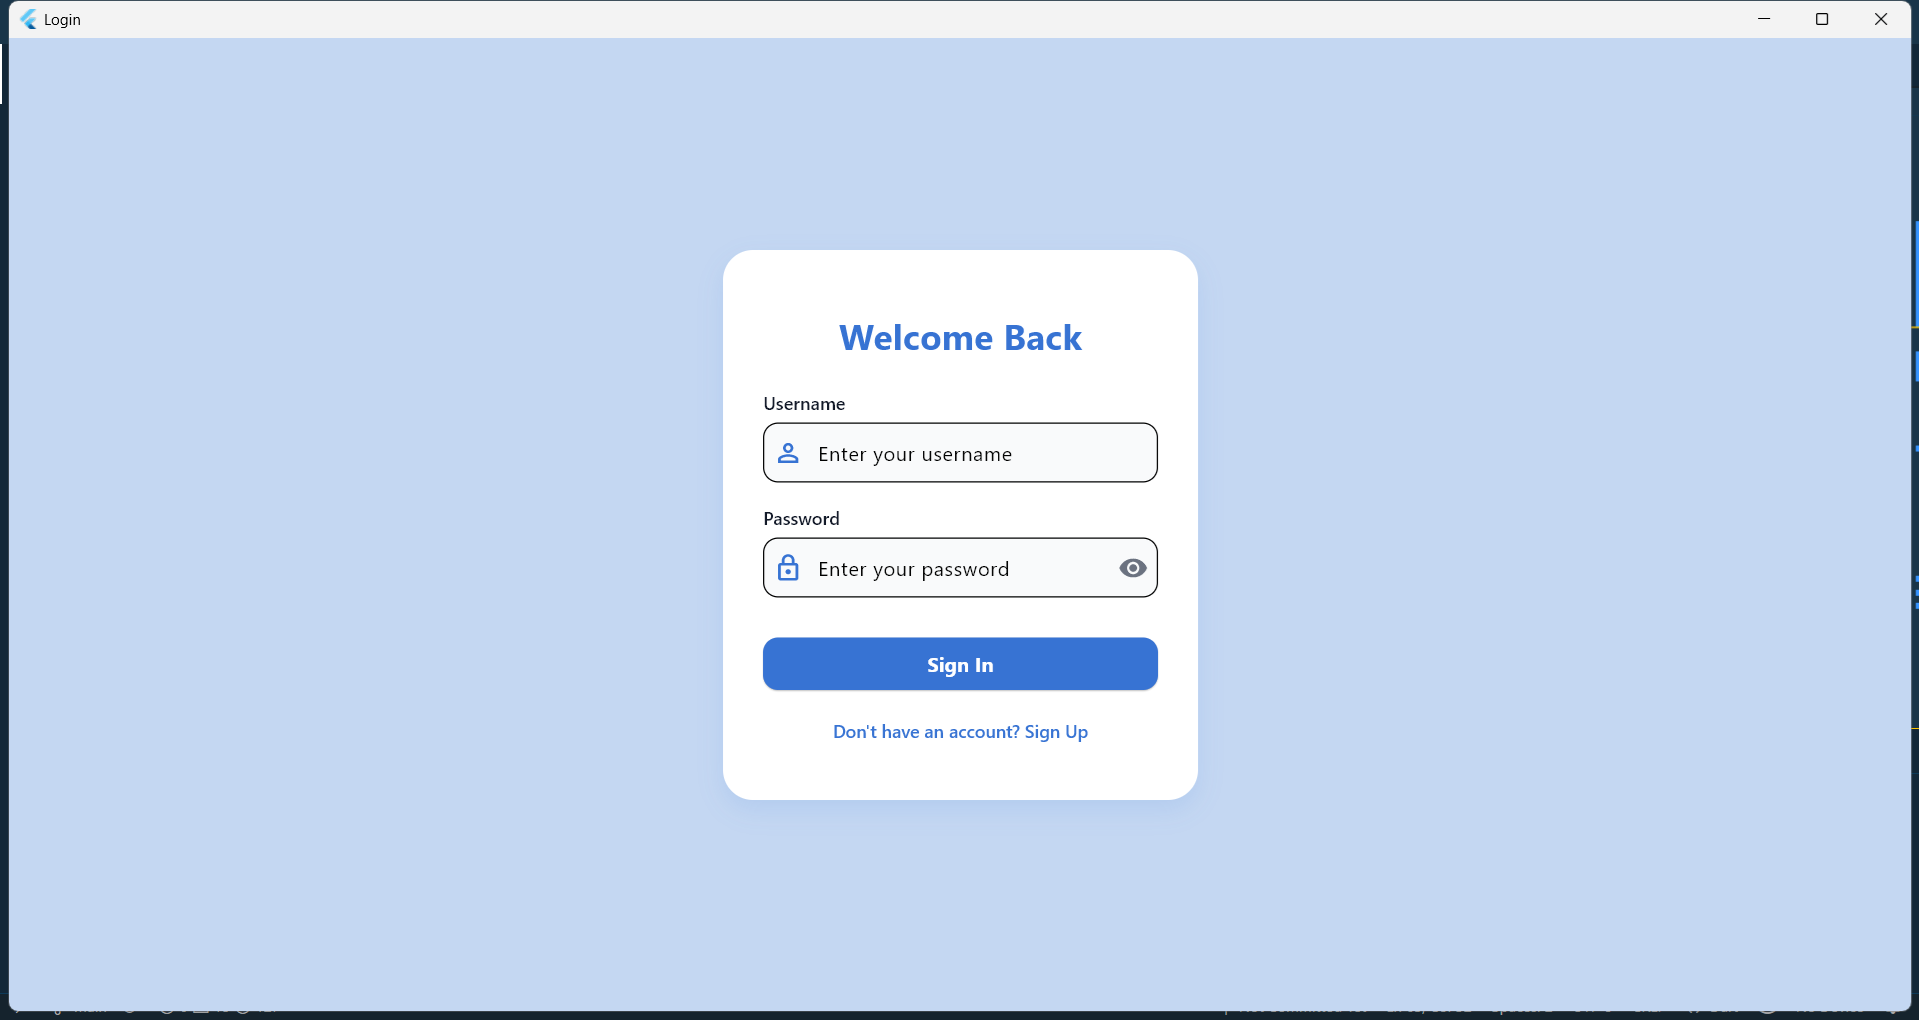 Login
Welcome Back
Username
Enter your username
Password
Enter your password
Sign In
Don't have an account? Sign Up